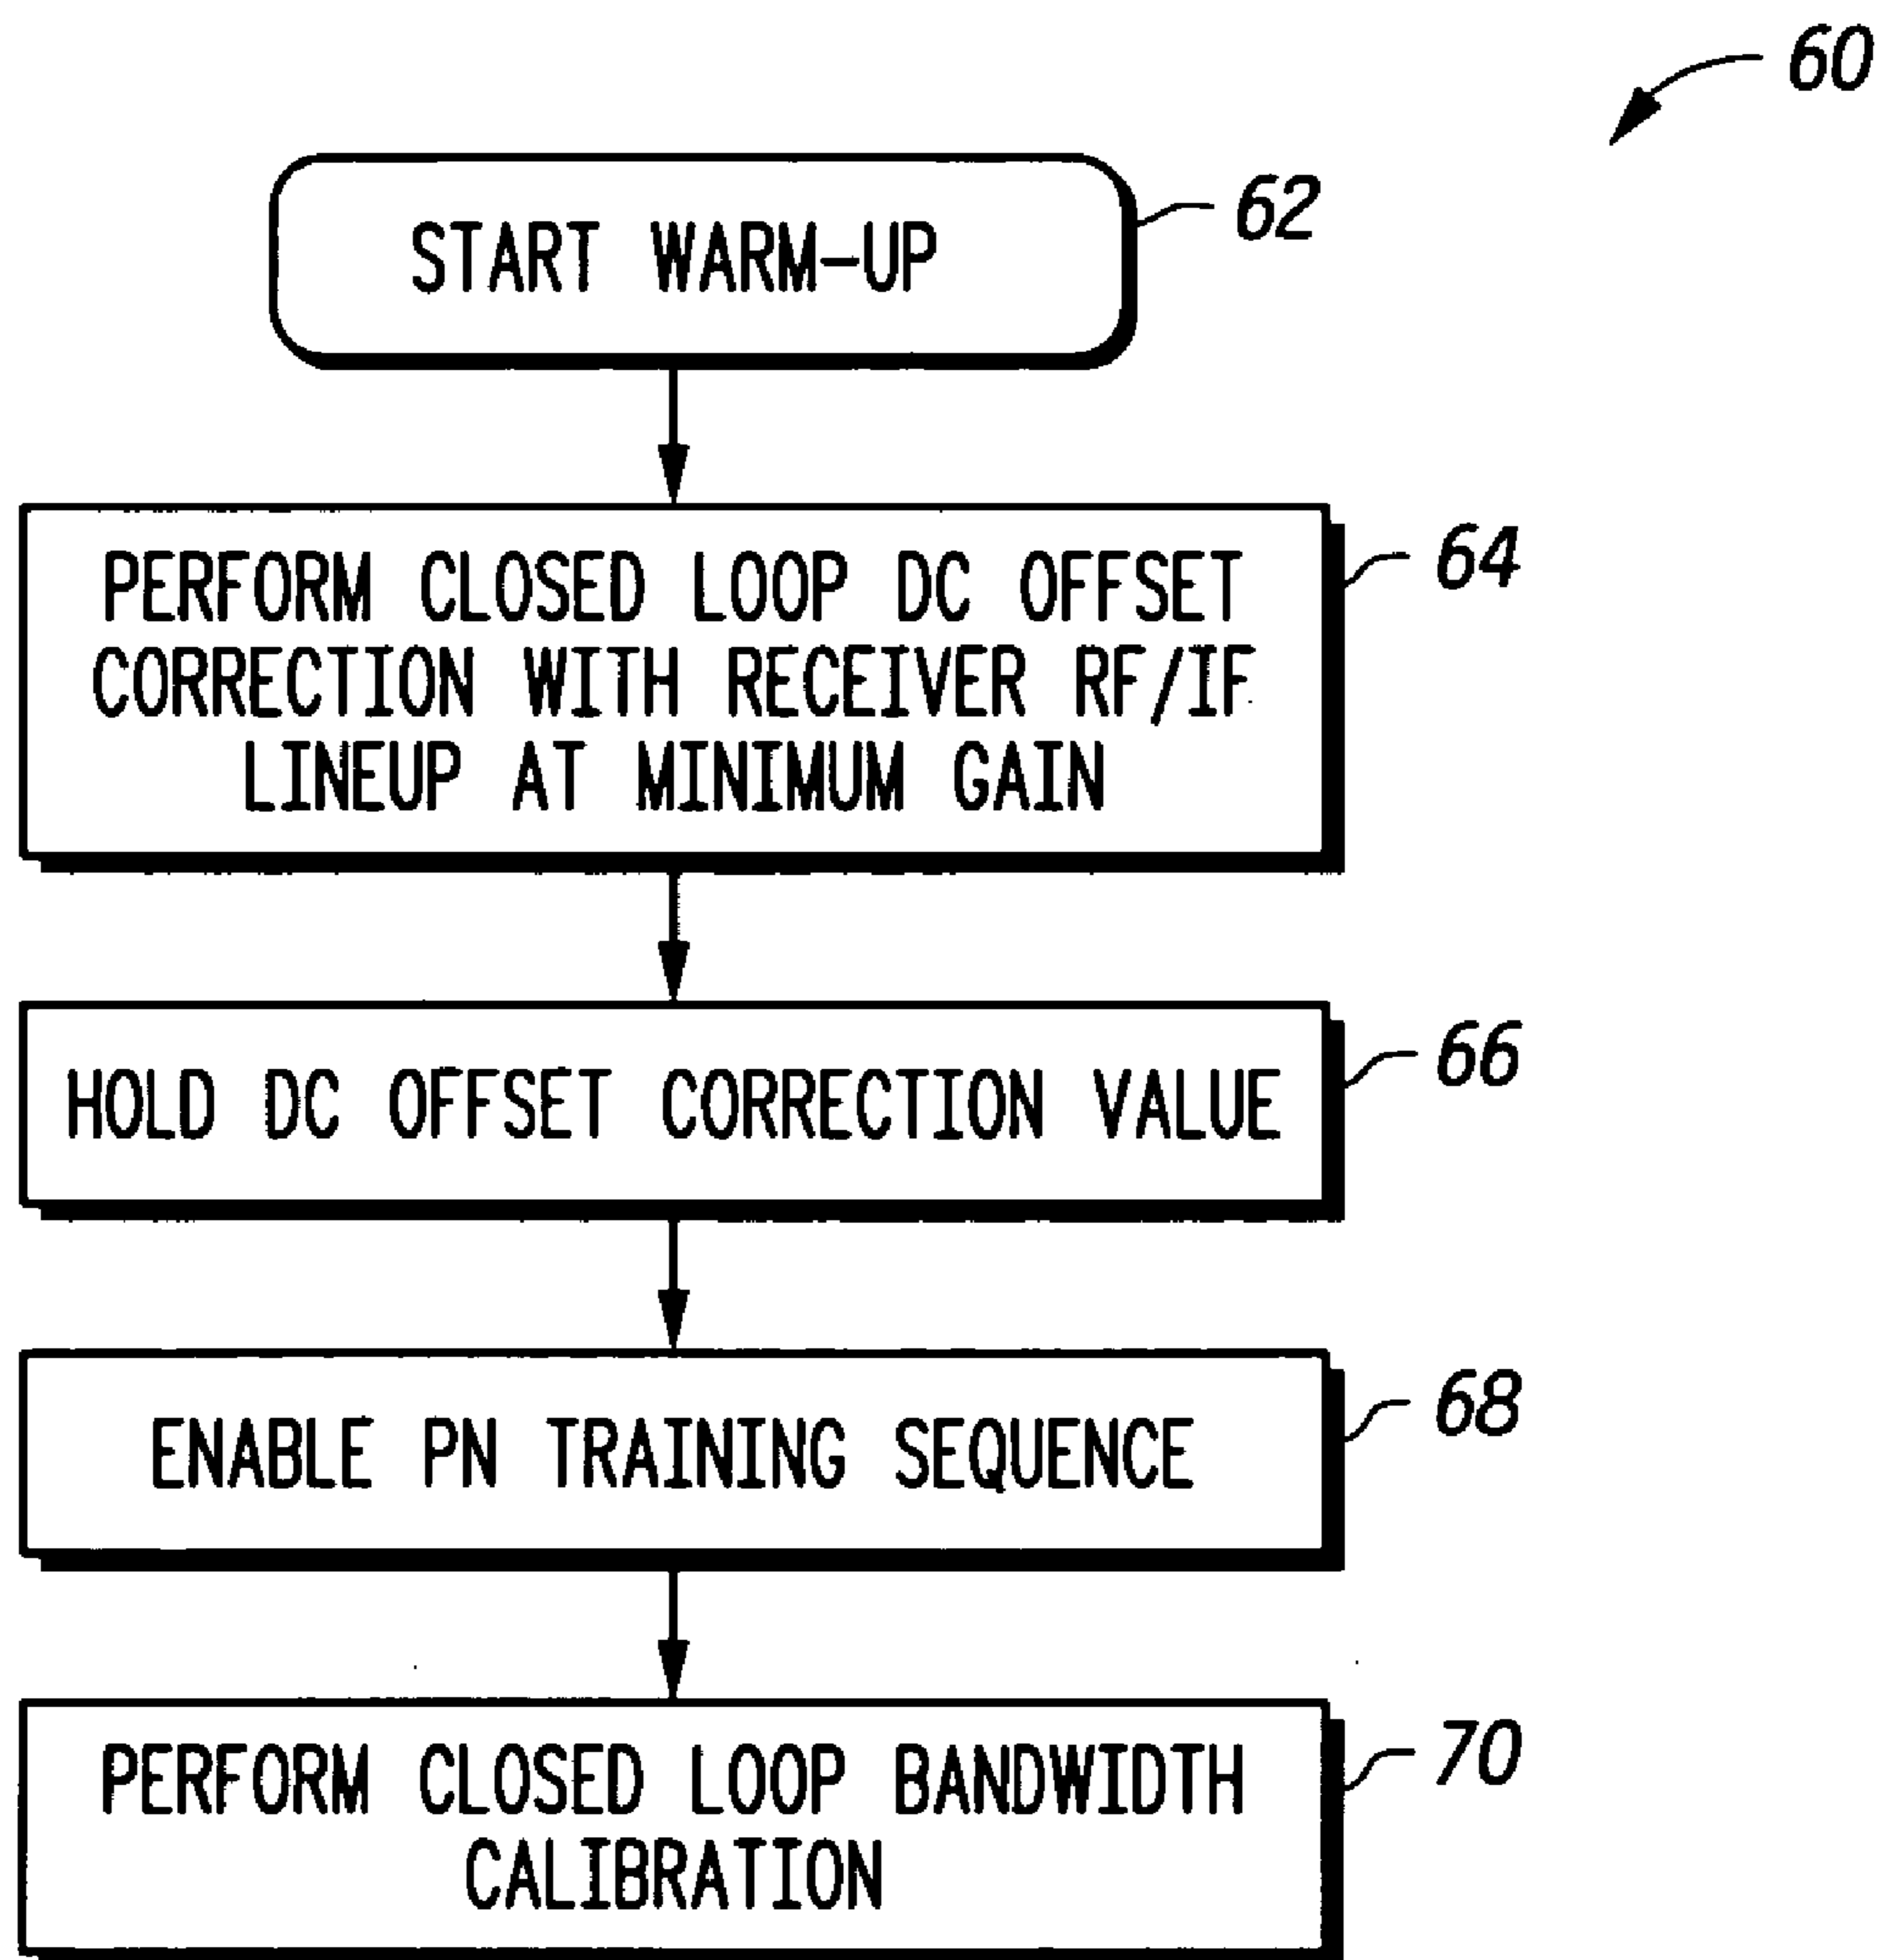 60
START WARM-UP
62
PERFORM CLOSED LOOP DC OFFSET
CORRECTION WITH RECEIVER RF/IF
LINEUP AT MINIMUM GAIN
64
HOLD DC OFFSET CORRECTION VALUE
66
ENABLE PN TRAINING SEQUENCE
68
PERFORM CLOSED LOOP BANDWIDTH
CALIBRATION
70